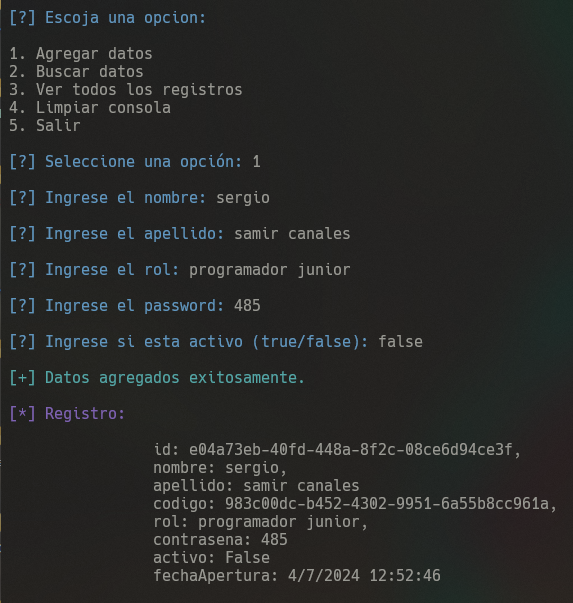 [?] Escoja una opcion:
1. Agregar datos
2. Buscar datos
3. Ver todos los registros
4. Limpiar consola
5. Salir
[?] Seleccione una opción: 1
[?] Ingrese el nombre: sergio
[?] Ingrese el apellido: samir canales
[?] Ingrese el rol: programador junior
[?] Ingrese el password: 485
[?] Ingrese si esta activo (true/false): false
[+] Datos agregados exitosamente.
[*] Registro:
id: e04a73eb-40fd-448a-8f2c-08ce6d94ce3f,
nombre: sergio,
apellido: samir canales
codigo: 983c00dc-b452-4302-9951-6a55b8cc961a,
rol: programador junior,
contrasena: 485
activo: False
fechaApertura: 4/7/2024 12:52:46